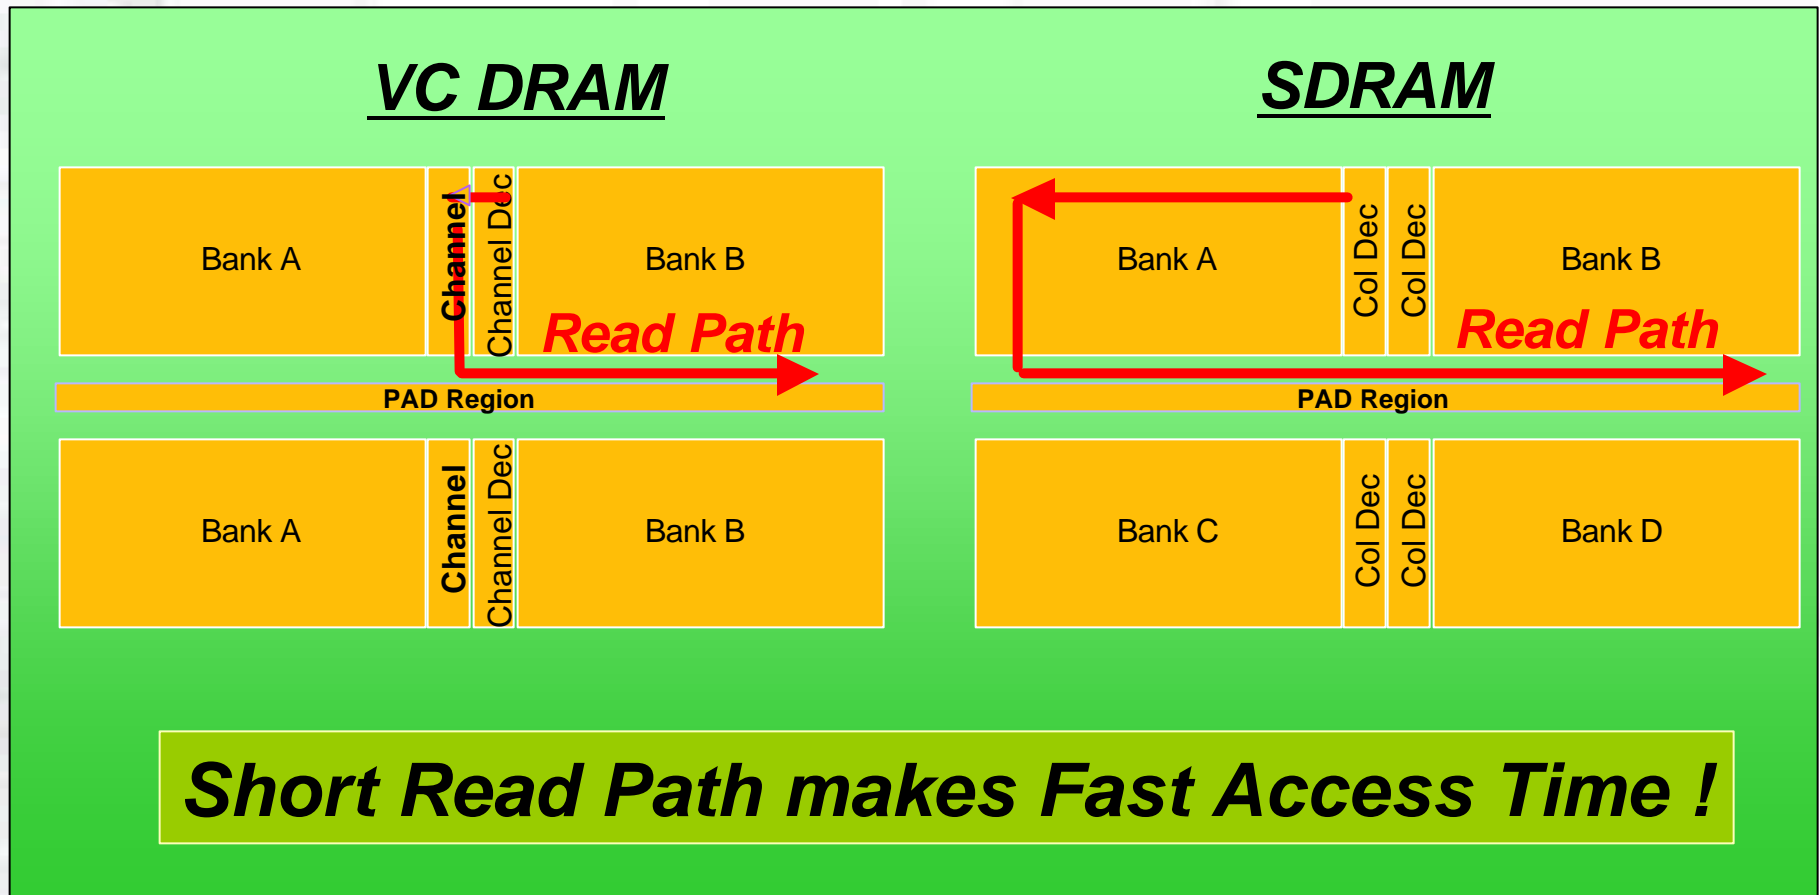 VC DRAM
SDRAM
Bank A
Channel
Channel Dec
Bank B
Read Path
PAD Region
Bank A
Channel
Channel Dec
Bank B
Bank A
Col Dec
Col Dec
Bank B
Read Path
PAD Region
Bank C
Col Dec
Col Dec
Bank D
Short Read Path makes Fast Access Time !